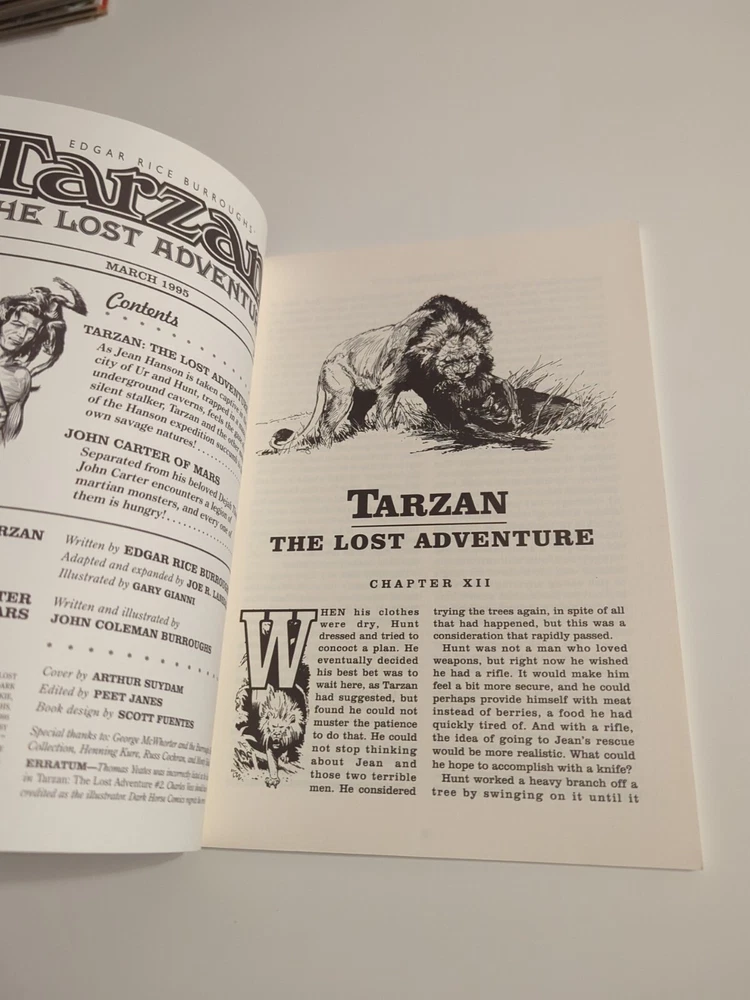 EDGAR RICE BURROUGHS'
Tarzan
THE LOST ADVENTURE
MARCH 1995
Contents
TARZAN: THE LOST ADVENTURE
As Jean Hanson is taken captive
city of Ur and Hunt, trapped in a
underground caverns, feels the
silent stalker, Tarzan and the other
of the Hanson expedition
own savage natures!
JOHN CARTER OF MARS
Separated from his beloved Dejah
John Carter encounters a legion of
martian monsters, and every one of
them is hungry!
Written by EDGAR RICE BURROUGHS
Adapted and expanded by JOE R.
Illustrated by GARY GIANNI
Written and illustrated by
JOHN COLEMAN BURROUGHS
Cover by ARTHUR SUYDAM
Edited by PEET JANES
Book design by SCOTT FUENTES
Special thanks to: George McWhorter and the
Collection, Henning Kure, Russ Cochran, and
ERRATUM—Thomas Yeates was incorrectly
in Tarzan: The Lost Adventure #2. Charles
credited as the illustrator. Dark Horse Comics
TARZAN
THE LOST ADVENTURE
CHAPTER XII
WHEN his clothes
were dry, Hunt
dressed and tried to
concoct a plan. He
eventually decided
his best bet was to
wait here, as Tarzan
had suggested, but
found he could not
muster the patience
to do that. He could
not stop thinking
about Jean and
those two terrible
men. He considered
trying the trees again, in spite of all
that had happened, but this was a
consideration that rapidly passed.
Hunt was not a man who loved
weapons, but right now he wished
he had a rifle. It would make him
feel a bit more secure, and he could
perhaps provide himself with meat
instead of berries, a food he had
quickly tired of. And with a rifle,
the idea of going to Jean's rescue
would be more realistic. What could
he hope to accomplish with a knife?
Hunt worked a heavy branch off a
tree by swinging on it until it